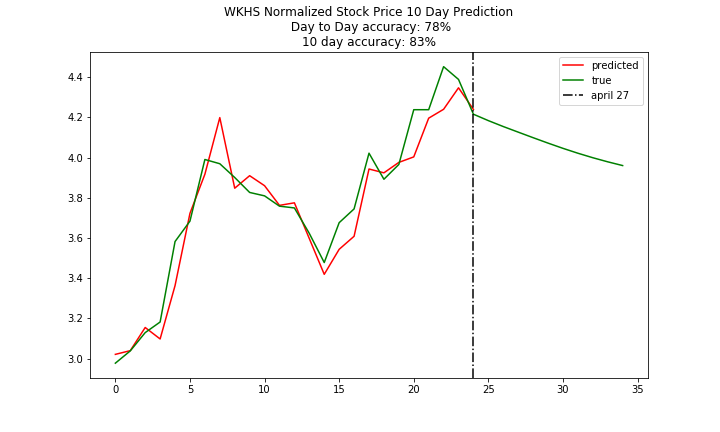 WKHS Normalized Stock Price 10 Day Prediction
Day to Day accuracy: 78%
10 day accuracy: 83%
predicted
true
april 27
4.4
4.2
4.0
3.8
3.6
3.4
3.2
3.0
0 5 10 15 20 25 30 35